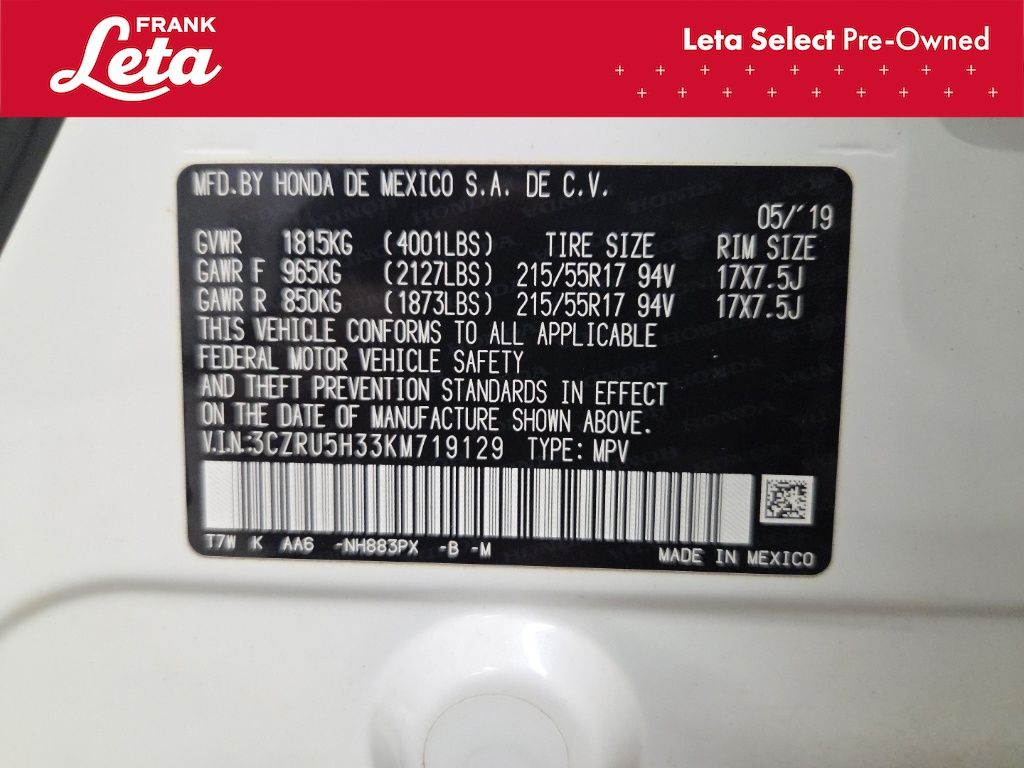 FRANK
Leta
Leta Select Pre-Owned
MFD.BY HONDA DE MEXICO S.A. DE C.V.
05/'19
GVWR 1815KG (4001LBS) TIRE SIZE RIM SIZE
GAWR F 965KG (2127LBS) 215/55R17 94V 17X7.5J
GAWR R 850KG (1873LBS) 215/55R17 94V 17X7.5J
THIS VEHICLE CONFORMS TO ALL APPLICABLE
FEDERAL MOTOR VEHICLE SAFETY
AND THEFT PREVENTION STANDARDS IN EFFECT
ON THE DATE OF MANUFACTURE SHOWN ABOVE.
V.I.N:3CZRU5H33KM719129 TYPE: MPV
T7W K AA6 -NH883PX -B -M
MADE IN MEXICO